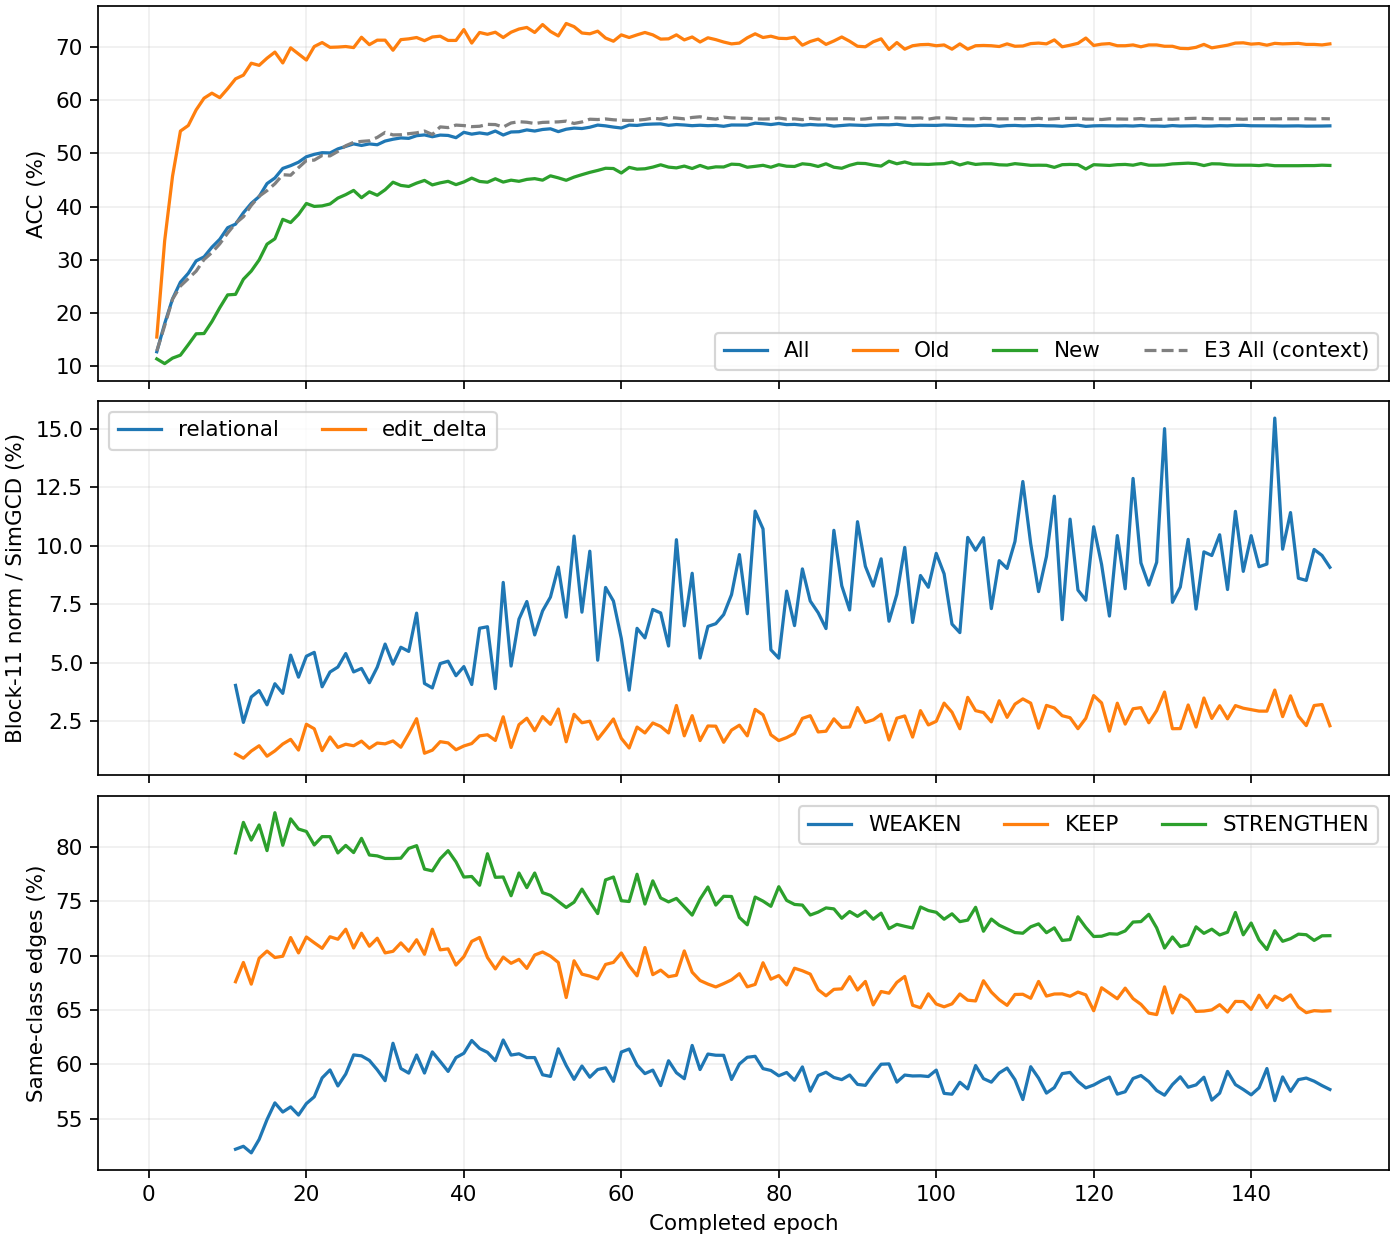 70
60
50
40
30
20
10
ACC (%)
All Old New E3 All (context)
relational edit_delta
15.0
12.5
10.0
7.5
5.0
2.5
Block-11 norm / SimGCD (%)
WEAKEN KEEP STRENGTHEN
80
75
70
65
60
55
Same-class edges (%)
0 20 40 60 80 100 120 140
Completed epoch